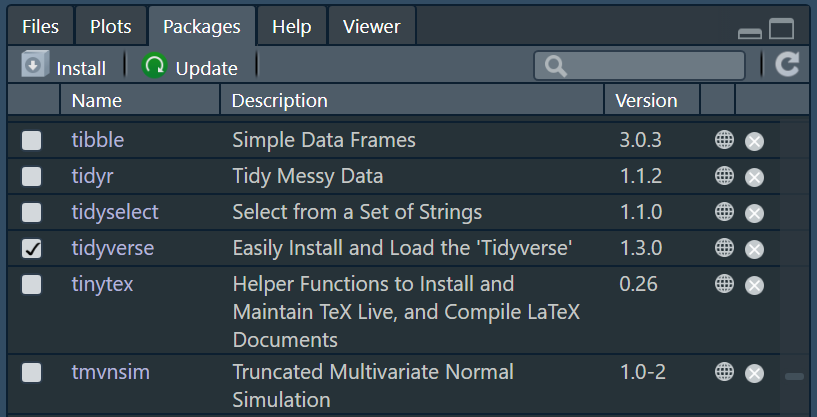 Files Plots Packages Help Viewer
Install Update
Name Description Version
tibble Simple Data Frames 3.0.3
tidyr Tidy Messy Data 1.1.2
tidyselect Select from a Set of Strings 1.1.0
tidyverse Easily Install and Load the 'Tidyverse' 1.3.0
tinytex Helper Functions to Install and 0.26
Maintain TeX Live, and Compile LaTeX
Documents
tmvnsim Truncated Multivariate Normal 1.0-2
Simulation